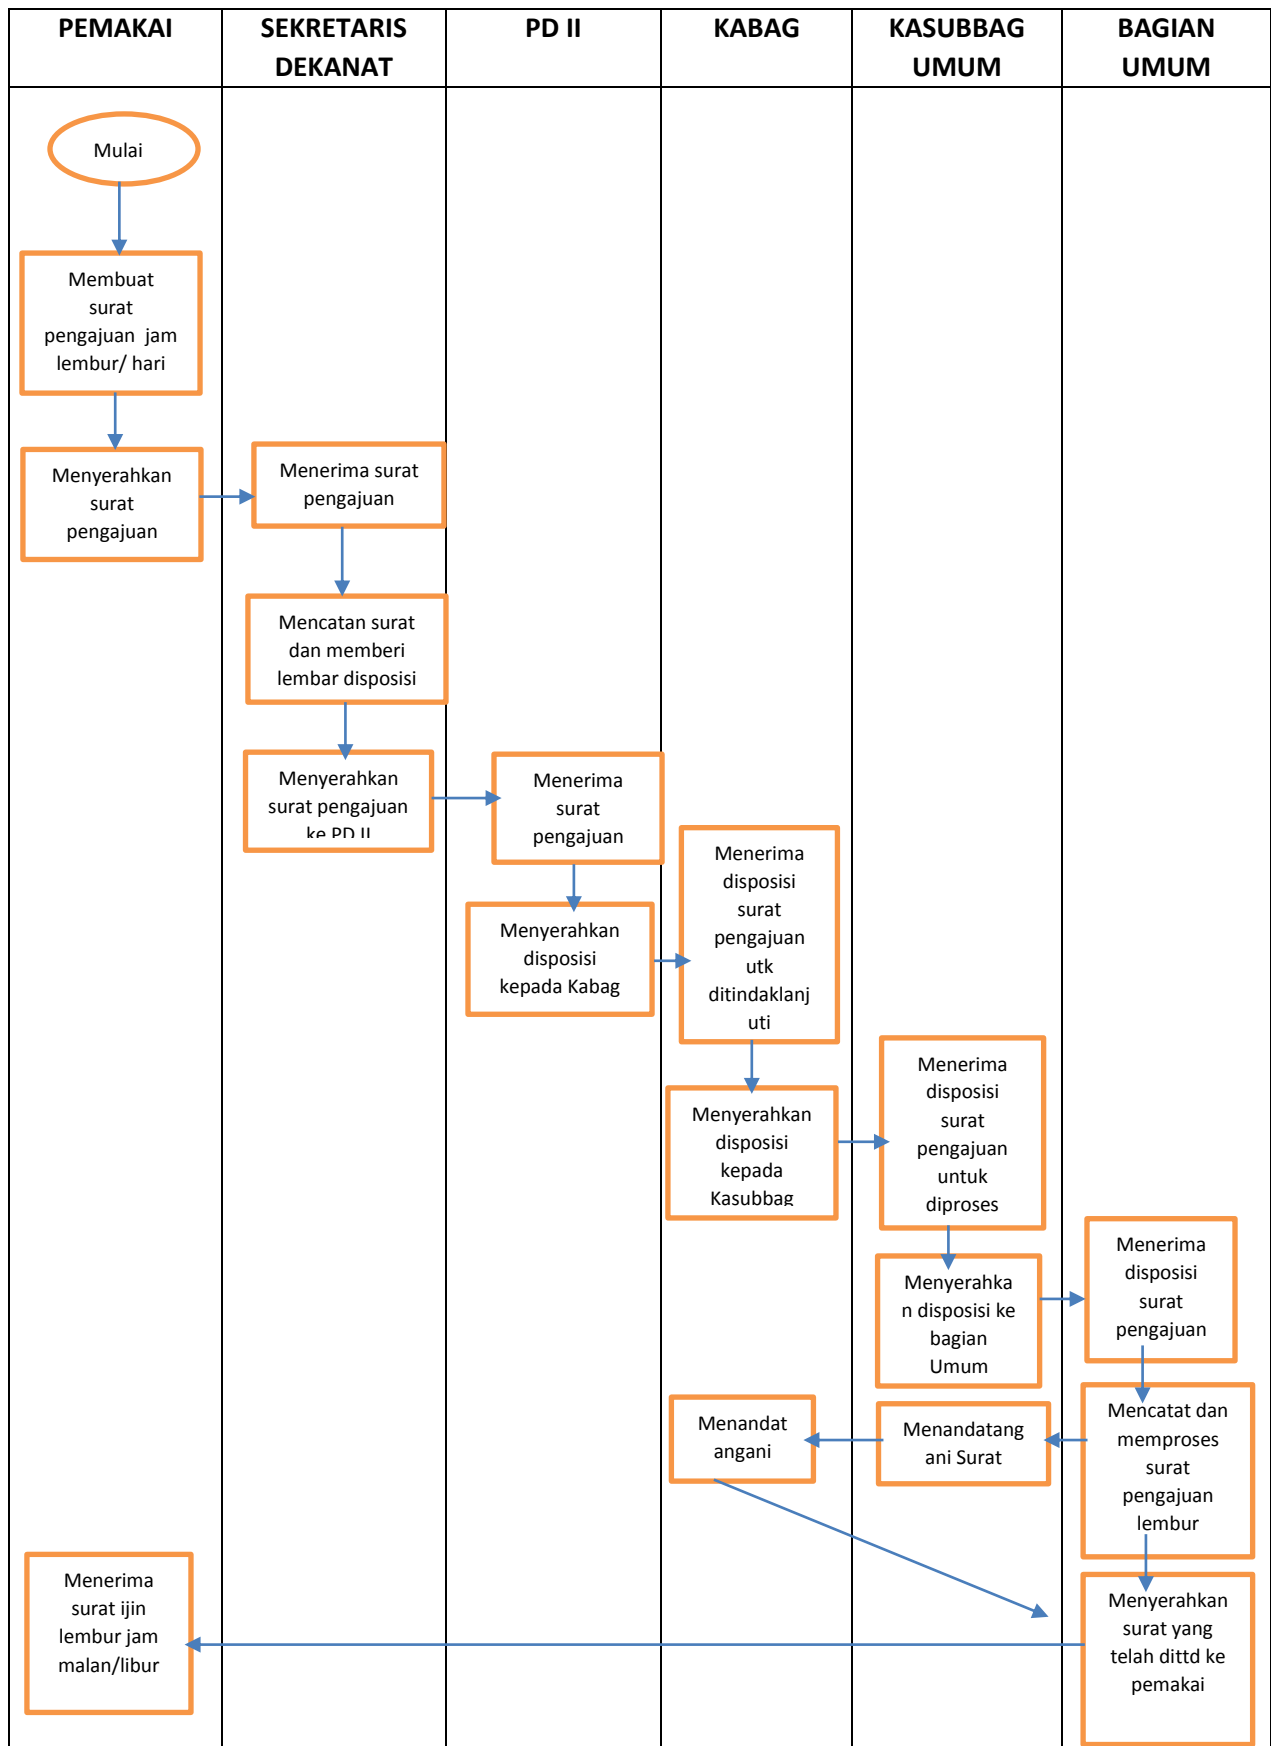 PEMAKAI
SEKRETARIS
DEKANAT
PD II
KABAG
KASUBBAG
UMUM
BAGIAN
UMUM
Mulai
Membuat
surat
pengajuan jam
lembur/ hari
Menyerahkan
surat
pengajuan
Menerima surat
pengajuan
Mencatan surat
dan memberi
lembar disposisi
Menyerahkan
surat pengajuan
ke PD II
Menerima
surat
pengajuan
Menyerahkan
disposisi
kepada Kabag
Menerima
disposisi
surat
pengajuan
utk
ditindaklanj
uti
Menyerahkan
disposisi
kepada
Kasubbag
Menerima
disposisi
surat
pengajuan
untuk
diproses
Menyerahka
n disposisi ke
bagian
Umum
Menerima
disposisi
surat
pengajuan
Mencatat dan
memproses
surat
pengajuan
lembur
Menandatang
ani Surat
Menandat
angani
Menyerahkan
surat yang
telah dittd ke
pemakai
Menerima
surat ijin
lembur jam
malan/libur